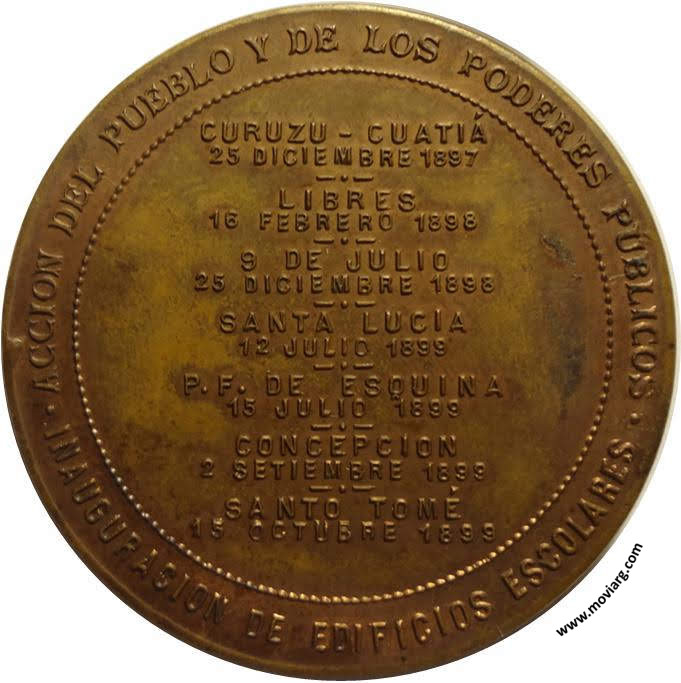 ACCION DEL PUEBLO Y DE LOS PODERES PUBLICOS
CURUZU - CUATIÁ
25 DICIEMBRE 1897
LIBRES
16 FEBRERO 1898
9 DE JULIO
25 DICIEMBRE 1898
SANTA LUCÍA
12 JULIO 1899
P. F. DE ESQUINA
15 JULIO 1899
CONCEPCION
2 SETIEMBRE 1899
SANTO TOMÉ
15 OCTUBRE 1899
· INAUGURACION DE EDIFICIOS ESCOLARES ·
www.moviarg.com